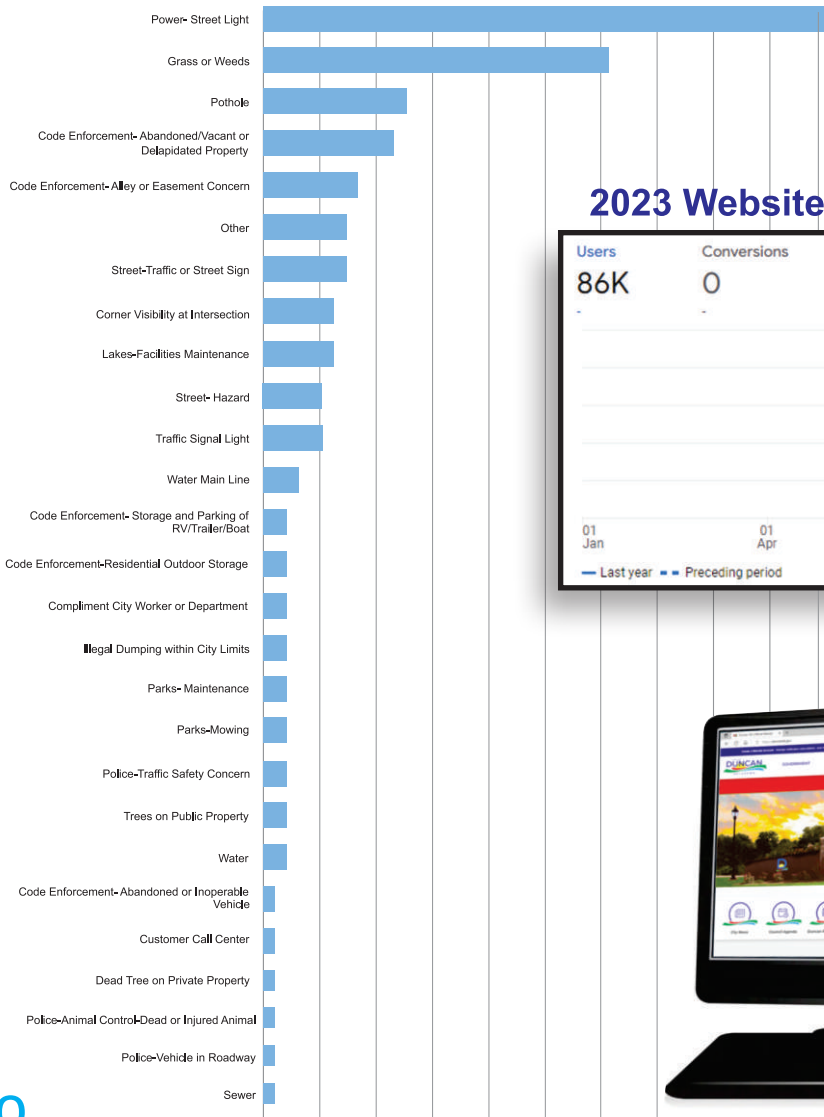 Power- Street Light
Grass or Weeds
Pothole
Code Enforcement- Abandoned/Vacant or
Delapidated Property
Code Enforcement- Alley or Easement Concern
Other
Street-Traffic or Street Sign
Corner Visibility at Intersection
Lakes-Facilities Maintenance
Street- Hazard
Traffic Signal Light
Water Main Line
Code Enforcement- Storage and Parking of
RV/Trailer/Boat
Code Enforcement-Residential Outdoor Storage
Compliment City Worker or Department
Illegal Dumping within City Limits
Parks- Maintenance
Parks-Mowing
Police-Traffic Safety Concern
Trees on Public Property
Water
Code Enforcement- Abandoned or Inoperable
Vehicle
Customer Call Center
Dead Tree on Private Property
Police-Animal Control-Dead or Injured Animal
Police-Vehicle in Roadway
Sewer
2023 Website
Users Conversions
86K 0
- -
01 01
Jan Apr
Last year Preceding period
DUNCAN
GOVERNMENT
City News Council Agenda